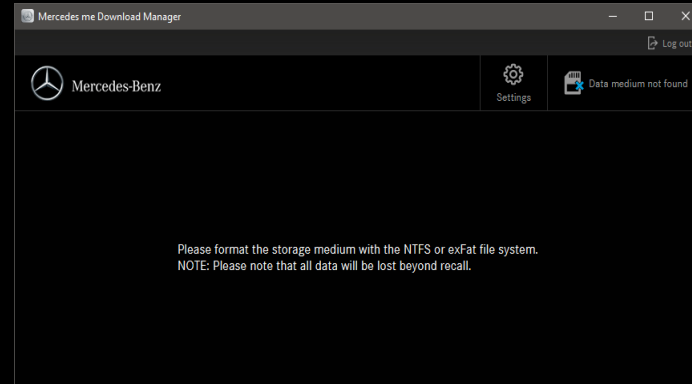 Mercedes me Download Manager
Log out
Mercedes-Benz
Settings
Data medium not found
Please format the storage medium with the NTFS or exFat file system.
NOTE: Please note that all data will be lost beyond recall.